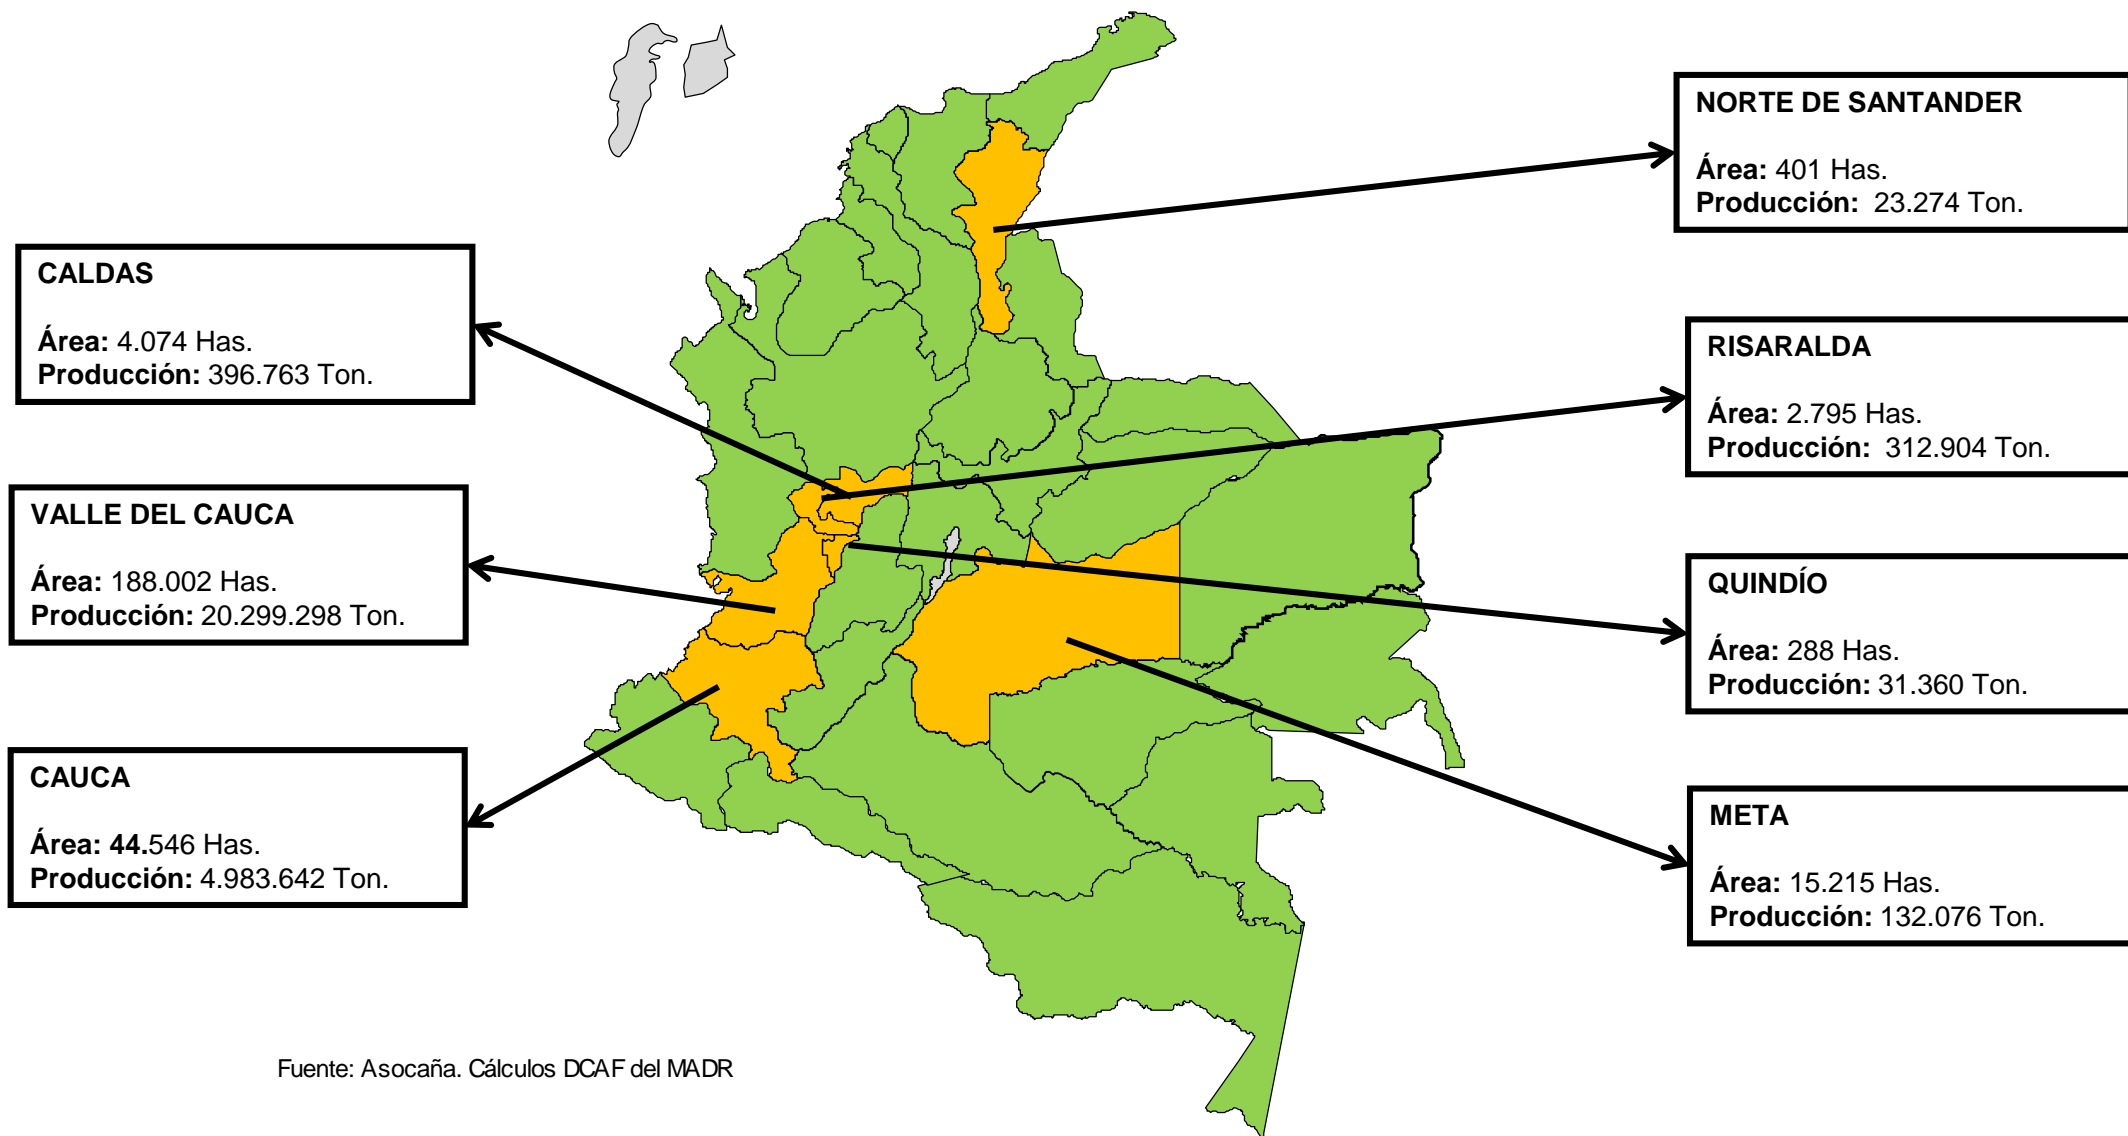 NORTE DE SANTANDER
Área: 401 Has.
Producción: 23.274 Ton.
CALDAS
Área: 4.074 Has.
Producción: 396.763 Ton.
RISARALDA
Área: 2.795 Has.
Producción: 312.904 Ton.
VALLE DEL CAUCA
Área: 188.002 Has.
Producción: 20.299.298 Ton.
QUINDÍO
Área: 288 Has.
Producción: 31.360 Ton.
CAUCA
Área: 44.546 Has.
Producción: 4.983.642 Ton.
META
Área: 15.215 Has.
Producción: 132.076 Ton.
Fuente: Asocaña. Cálculos DCAF del MADR